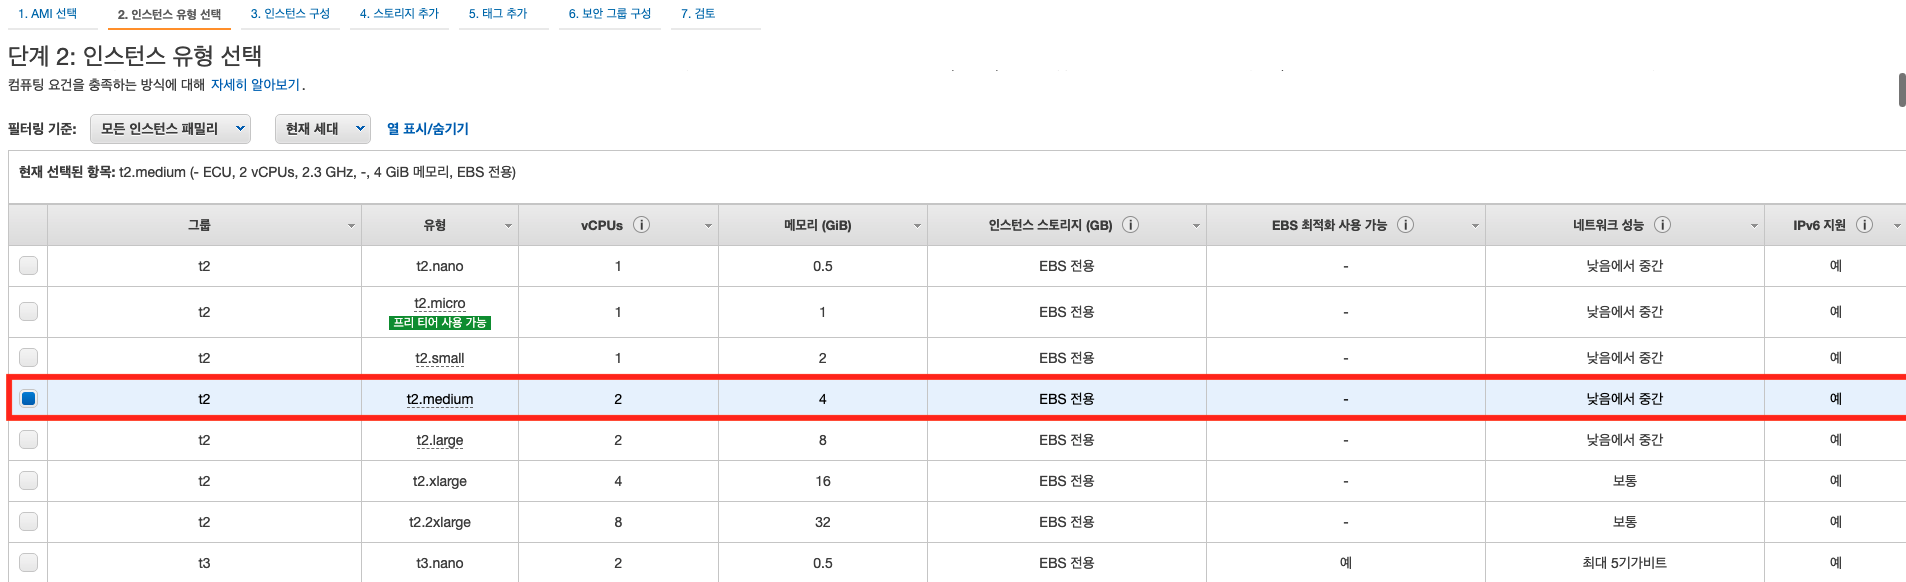 1. AMI 선택 2. 인스턴스 유형 선택 3. 인스턴스 구성 4. 스토리지 추가 5. 태그 추가 6. 보안 그룹 구성 7. 검토
단계 2: 인스턴스 유형 선택
컴퓨팅 요건을 충족하는 방식에 대해 자세히 알아보기.
필터링 기준: 모든 인스턴스 패밀리 현재 세대 열 표시/숨기기
현재 선택된 항목: t2.medium (- ECU, 2 vCPUs, 2.3 GHz, -, 4 GiB 메모리, EBS 전용)
그룹 유형 vCPUs 메모리 (GiB) 인스턴스 스토리지 (GB) EBS 최적화 사용 가능 네트워크 성능 IPv6 지원
t2 t2.nano 1 0.5 EBS 전용 - 낮음에서 중간 예
t2 t2.micro 1 1 EBS 전용 - 낮음에서 중간 예
프리 티어 사용 가능
t2 t2.small 1 2 EBS 전용 - 낮음에서 중간 예
t2 t2.medium 2 4 EBS 전용 - 낮음에서 중간 예
t2 t2.large 2 8 EBS 전용 - 낮음에서 중간 예
t2 t2.xlarge 4 16 EBS 전용 - 보통 예
t2 t2.2xlarge 8 32 EBS 전용 - 보통 예
t3 t3.nano 2 0.5 EBS 전용 예 최대 5기가비트 예